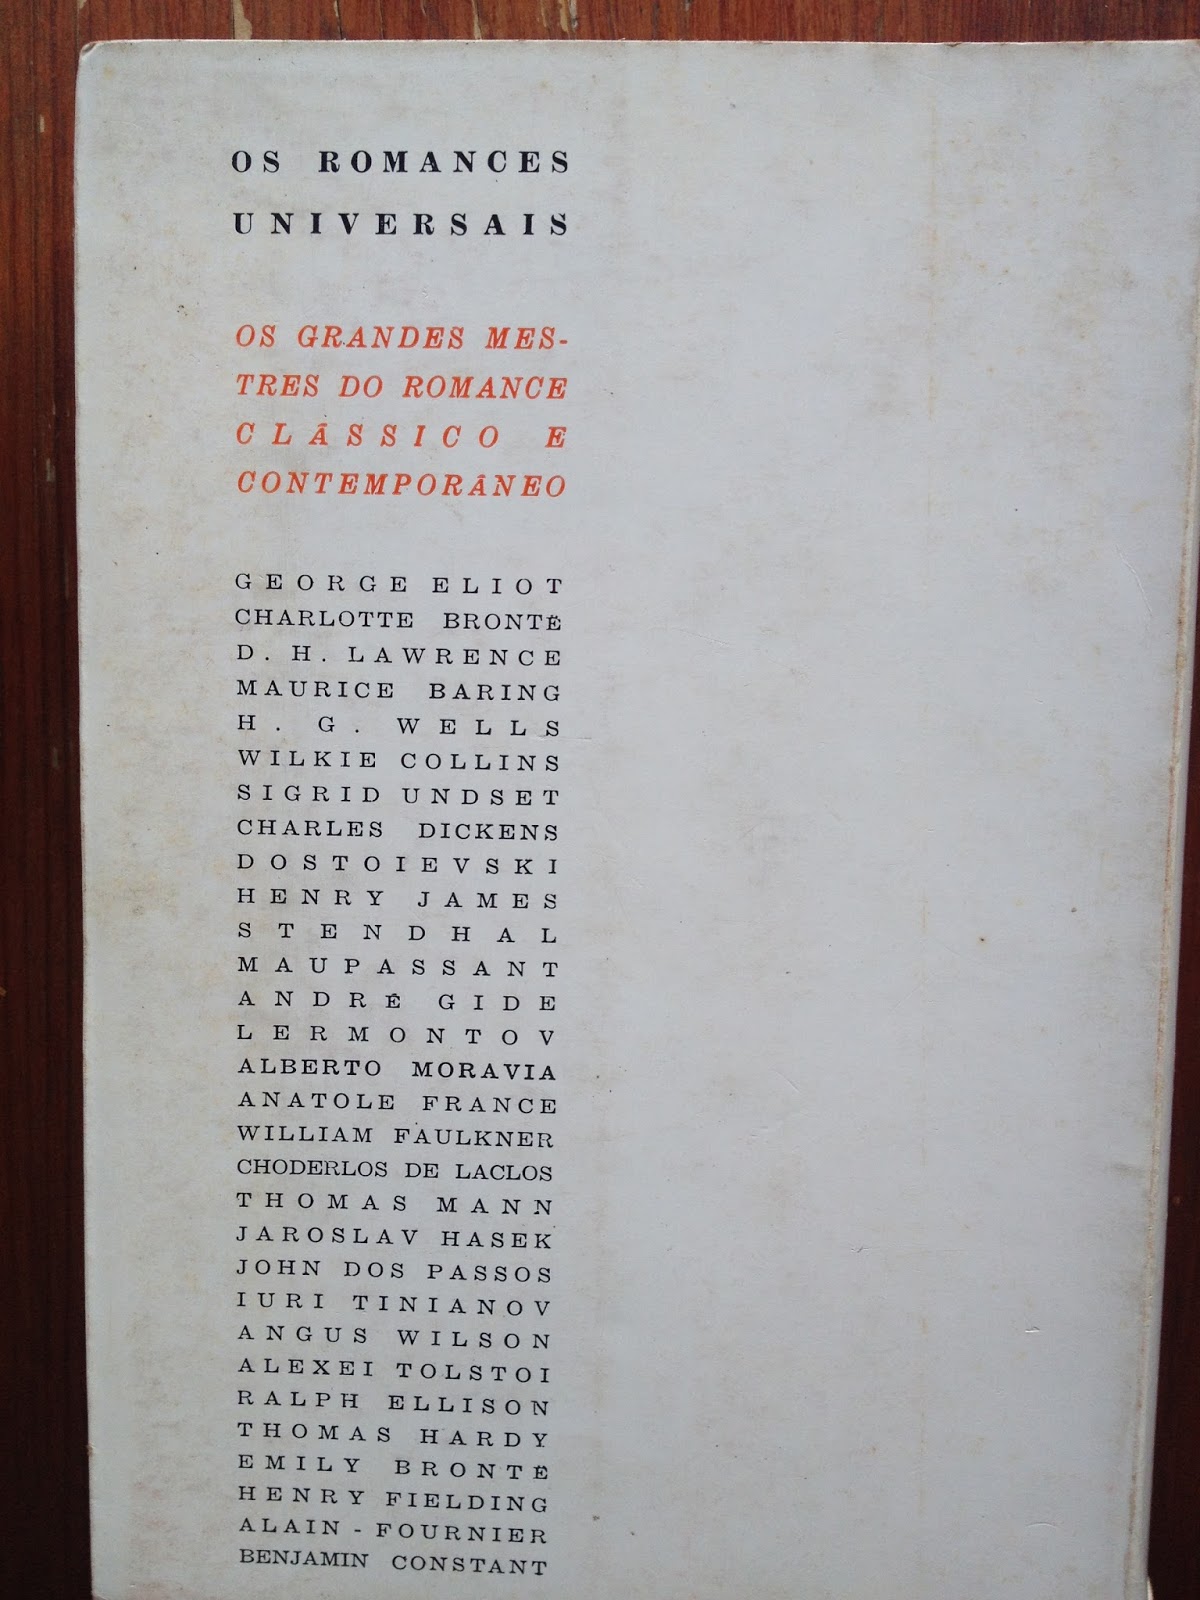 OS ROMANCES
UNIVERSAIS
OS GRANDES MES-
TRES DO ROMANCE
CLÁSSICO E
CONTEMPORÂNEO
GEORGE ELIOT
CHARLOTTE BRONTË
D. H. LAWRENCE
MAURICE BARING
H. G. WELLS
WILKIE COLLINS
SIGRID UNDSET
CHARLES DICKENS
DOSTOIEVSKI
HENRY JAMES
STENDHAL
MAUPASSANT
ANDRÉ GIDE
LERMONTOV
ALBERTO MORAVIA
ANATOLE FRANCE
WILLIAM FAULKNER
CHODERLOS DE LACLOS
THOMAS MANN
JAROSLAV HASEK
JOHN DOS PASSOS
IURI TINIANOV
ANGUS WILSON
ALEXEI TOLSTOI
RALPH ELLISON
THOMAS HARDY
EMILY BRONTË
HENRY FIELDING
ALAIN-FOURNIER
BENJAMIN CONSTANT